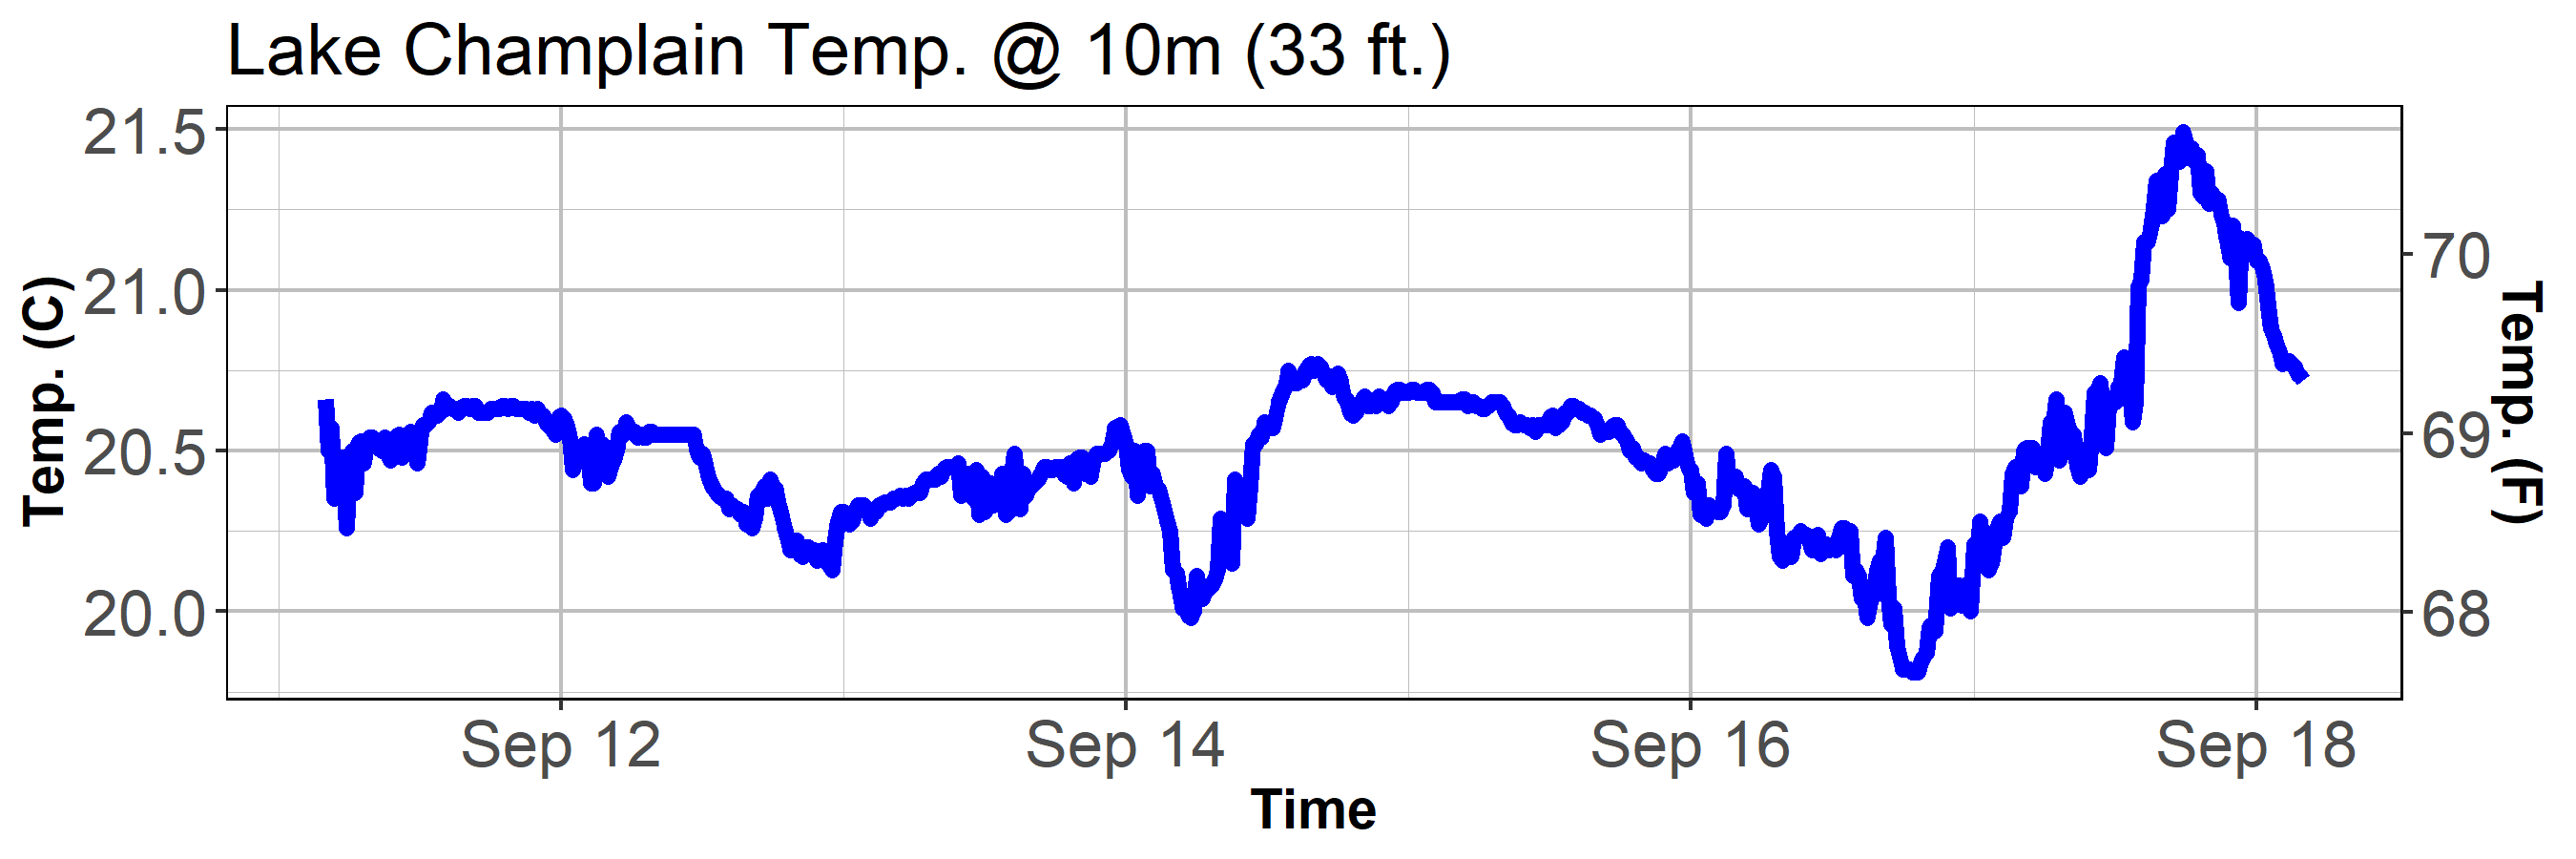 Lake Champlain Temp. @ 10m (33 ft.)
21.5
21.0
20.5
20.0
Temp. (C)
70
69
68
Temp. (F)
Sep 12 Sep 14 Sep 16 Sep 18
Time